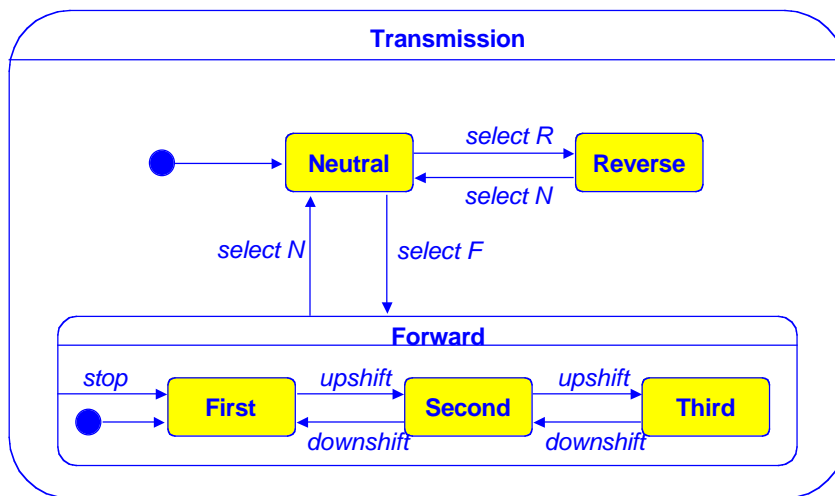 Transmission
select R
Neutral
Reverse
select N
select N
select F
Forward
stop
upshift
upshift
First
Second
Third
downshift
downshift